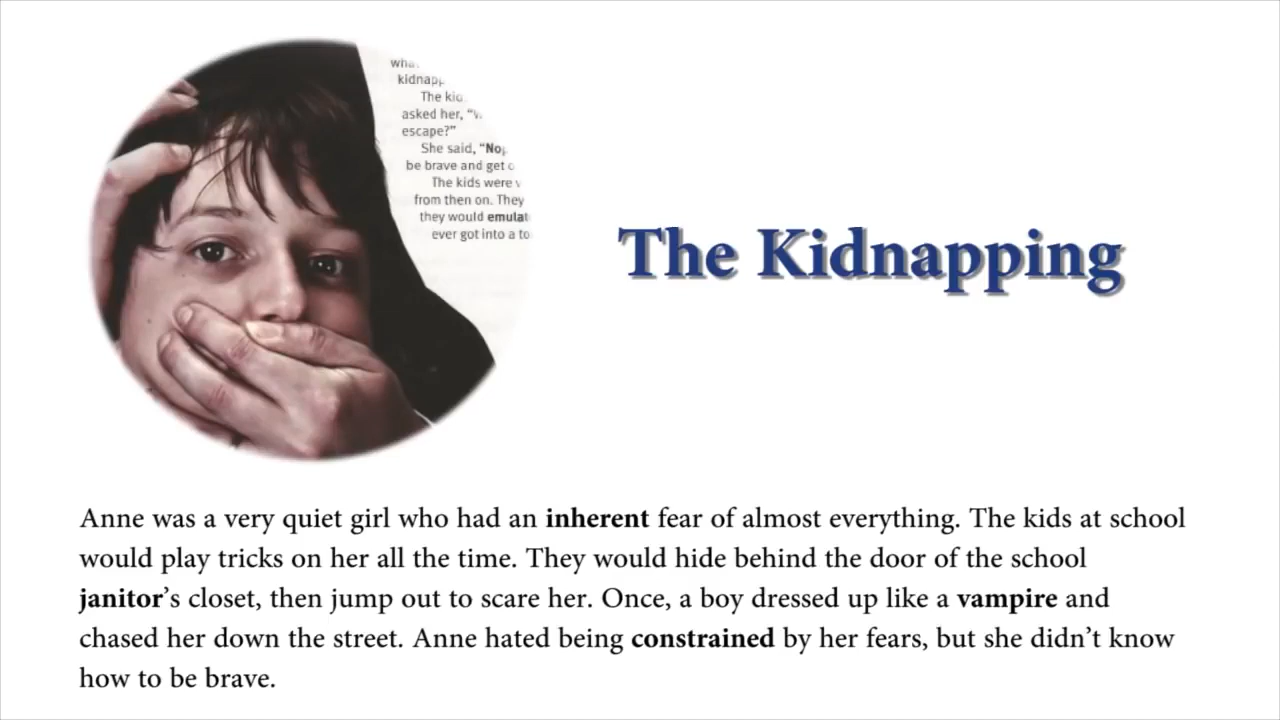 kidnapp
The
asked her,
escape?"
She said,
be brave and get
The kids were
from then on. They
they would emulat
ever got into a to
The Kidnapping
Anne was a very quiet girl who had an inherent fear of almost everything. The kids at school
would play tricks on her all the time. They would hide behind the door of the school
janitor's closet, then jump out to scare her. Once, a boy dressed up like a vampire and
chased her down the street. Anne hated being constrained by her fears, but she didn't know
how to be brave.